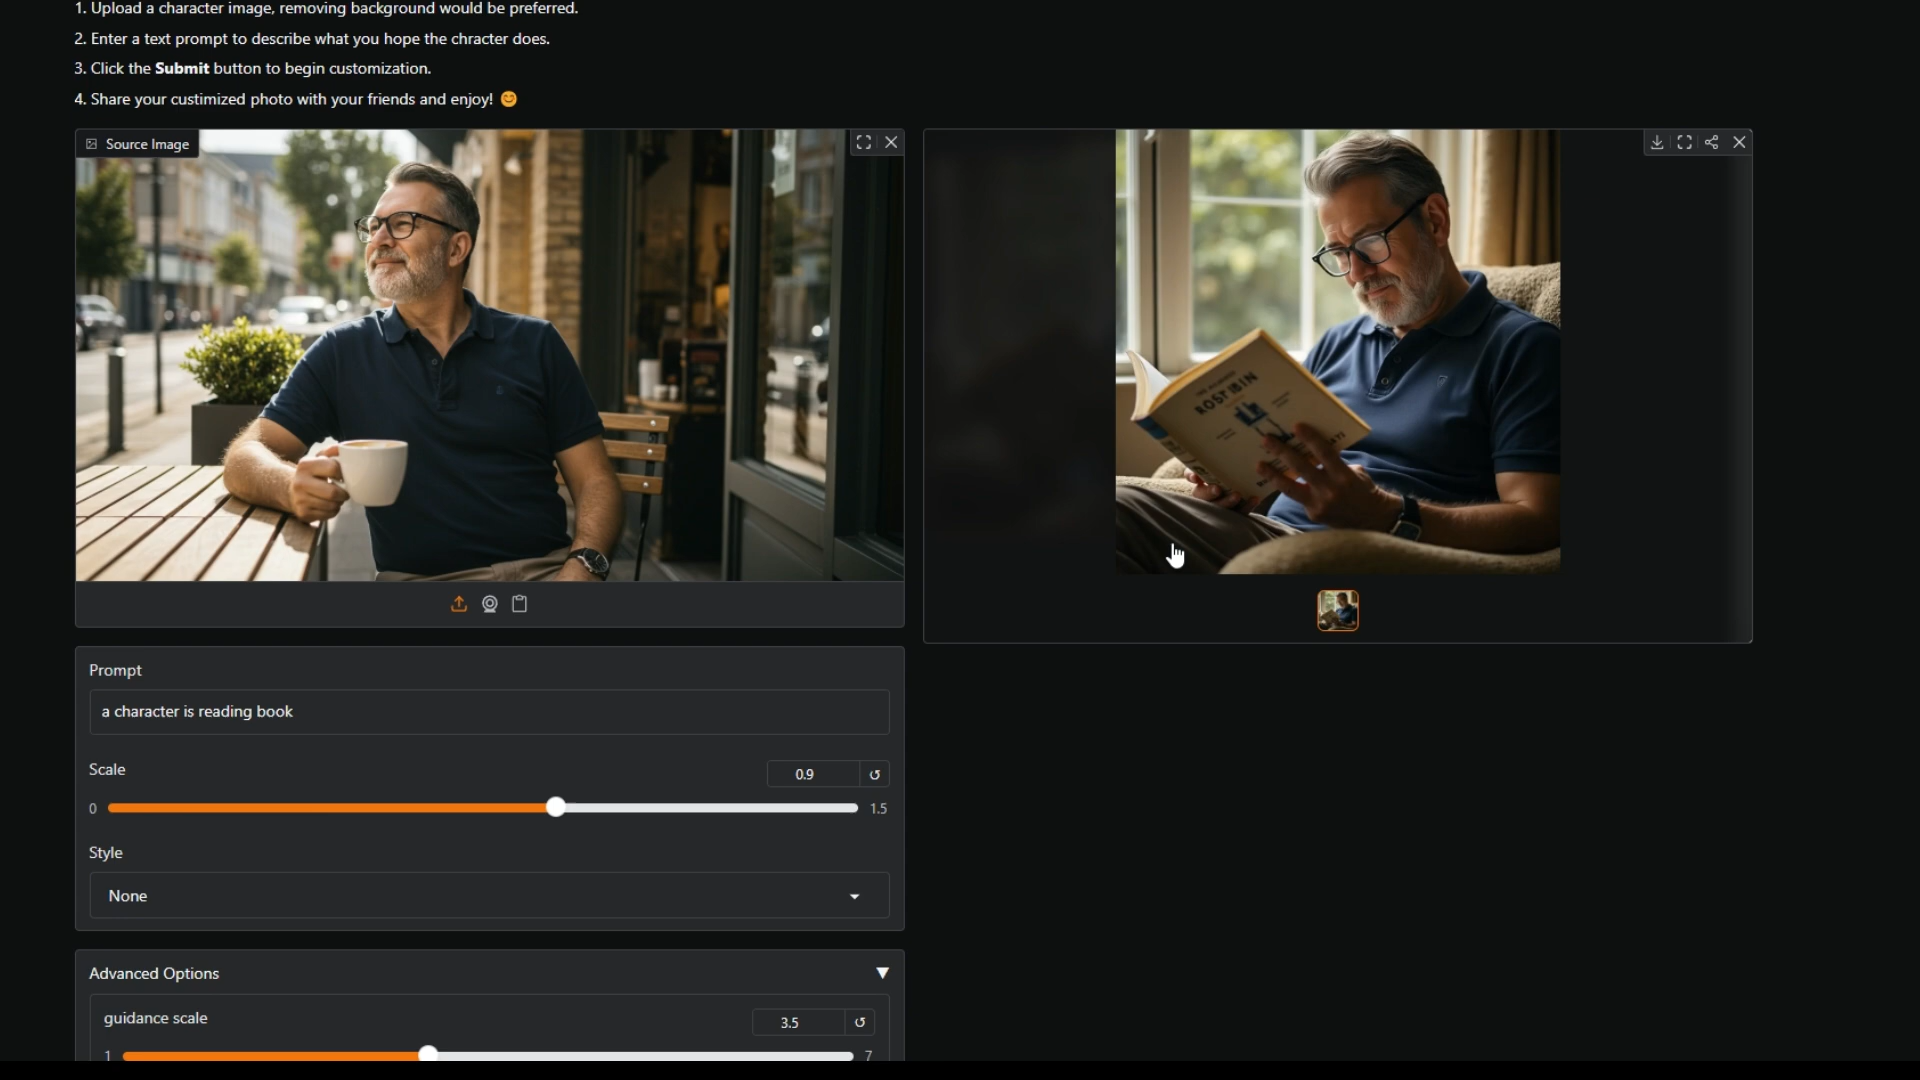 1. Upload a character image, removing background would be preferred.
2. Enter a text prompt to describe what you hope the chracter does.
3. Click the Submit button to begin customization.
4. Share your custimized photo with your friends and enjoy! 😊
Source Image
Prompt
a character is reading book
Scale
0.9
0
1.5
Style
None
Advanced Options
guidance scale
3.5
1
7